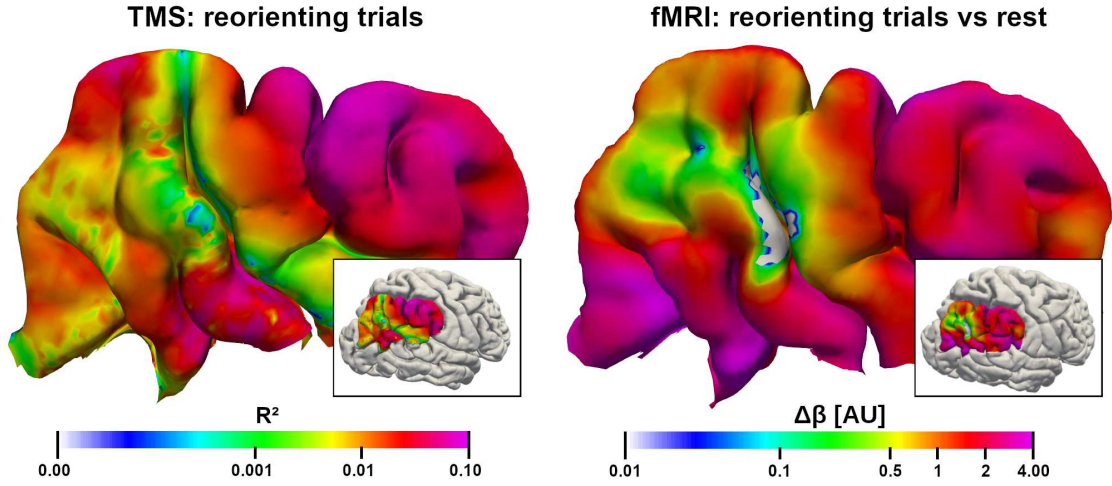 TMS: reorienting trials
fMRI: reorienting trials vs rest
R²
0.00 0.001 0.01 0.10
Δβ [AU]
0.01 0.1 0.5 1 2 4.00